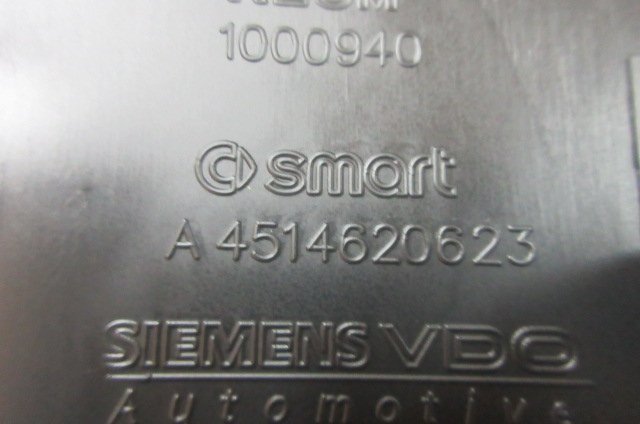 1000940
smart
A 4514620623
SIEMENS VDO
Automotive